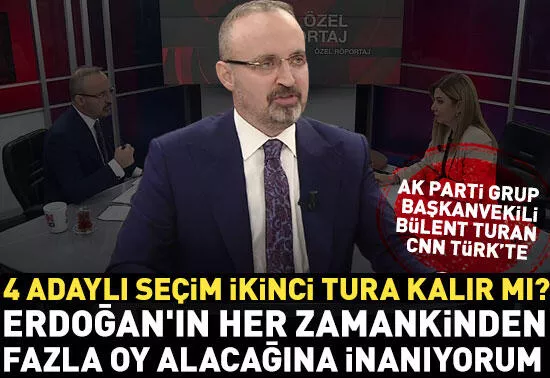 ÖZEL
RTAJ
ÖZEL RÖPORTAJ
AK PARTİ GRUP
BAŞKANVEKİLİ
BÜLENT TURAN
CNN TÜRK'TE
4 ADAYLI SEÇİM İKİNCİ TURA KALIR MI?
ERDOĞAN'IN HER ZAMANKİNDEN
FAZLA OY ALACAĞINA İNANIYORUM